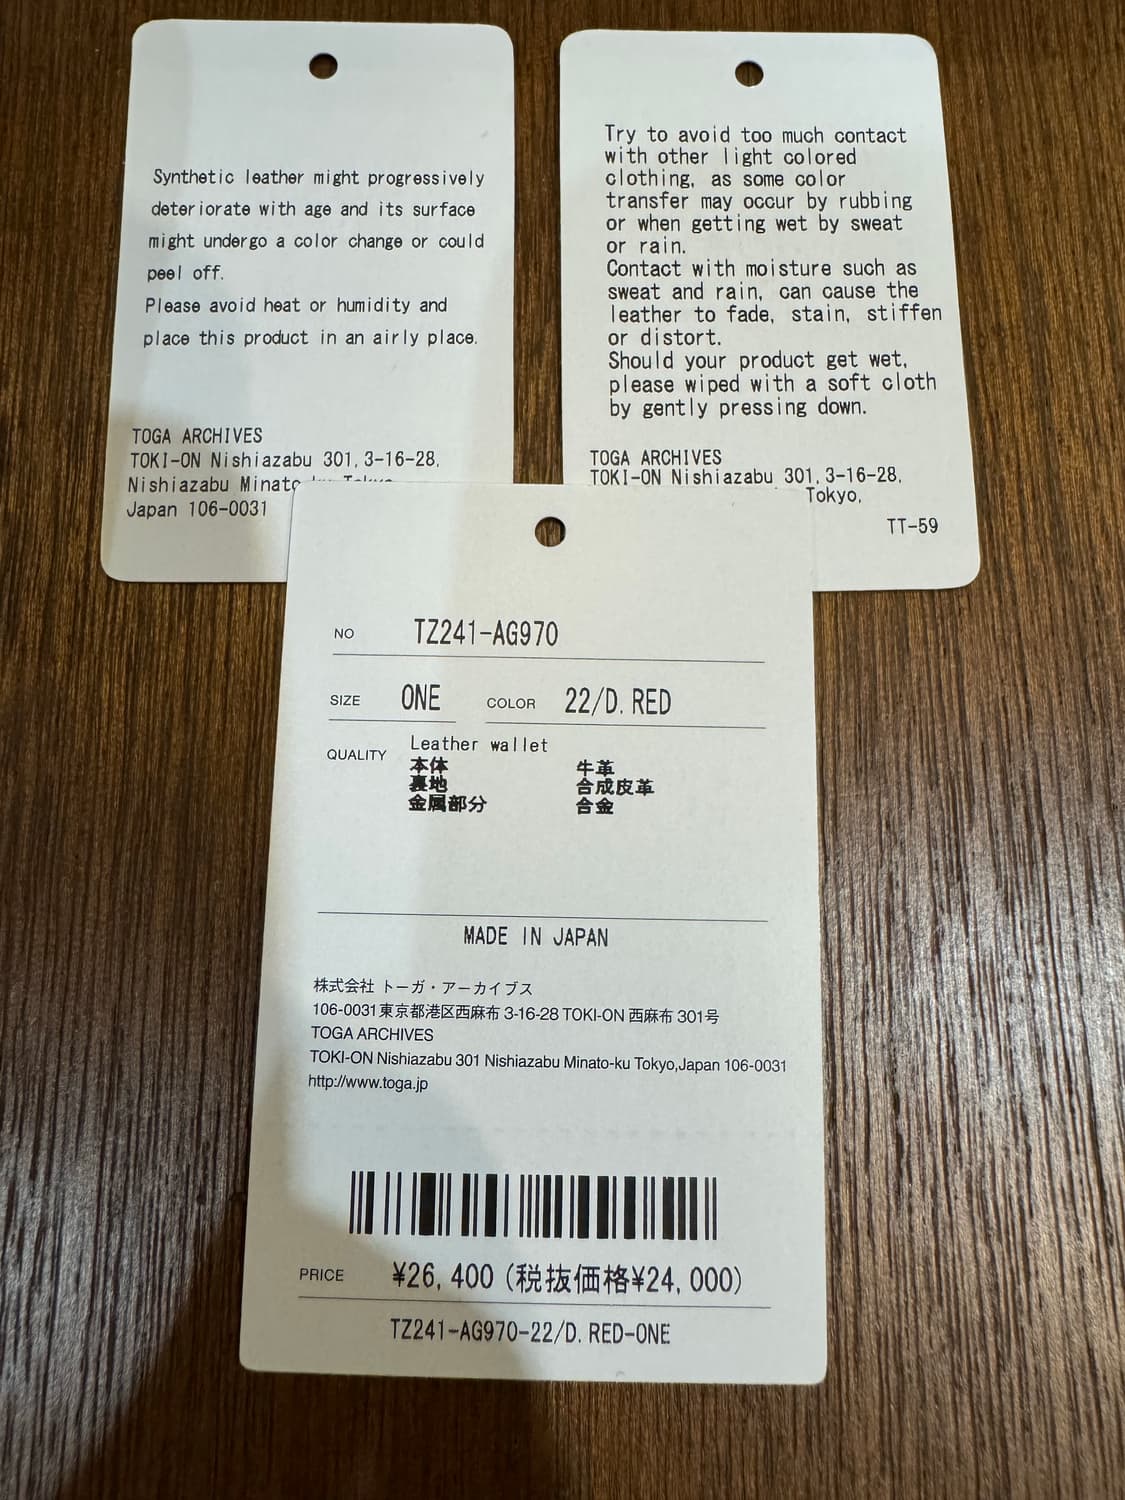 Synthetic leather might progressively
deteriorate with age and its surface
might undergo a color change or could
peel off.
Please avoid heat or humidity and
place this product in an airly place.
TOGA ARCHIVES
TOKI-ON Nishiazabu 301, 3-16-28,
Nishiazabu Minato-ku Tokyo
Japan 106-0031
Try to avoid too much contact
with other light colored
clothing, as some color
transfer may occur by rubbing
or when getting wet by sweat
or rain.
Contact with moisture such as
sweat and rain, can cause the
leather to fade, stain, stiffen
or distort.
Should your product get wet,
please wiped with a soft cloth
by gently pressing down.
TOGA ARCHIVES
TOKI-ON Nishiazabu 301, 3-16-28,
Tokyo,
TT-59
NO TZ241-AG970
SIZE ONE COLOR 22/D. RED
QUALITY Leather wallet
本体 牛革
裏地 合成皮革
金属部分 合金
MADE IN JAPAN
株式会社 トーガ・アーカイブス
106-0031東京都港区西麻布 3-16-28 TOKI-ON 西麻布 301号
TOGA ARCHIVES
TOKI-ON Nishiazabu 301 Nishiazabu Minato-ku Tokyo,Japan 106-0031
http://www.toga.jp
PRICE ¥26,400 (税抜価格¥24,000)
TZ241-AG970-22/D. RED-ONE